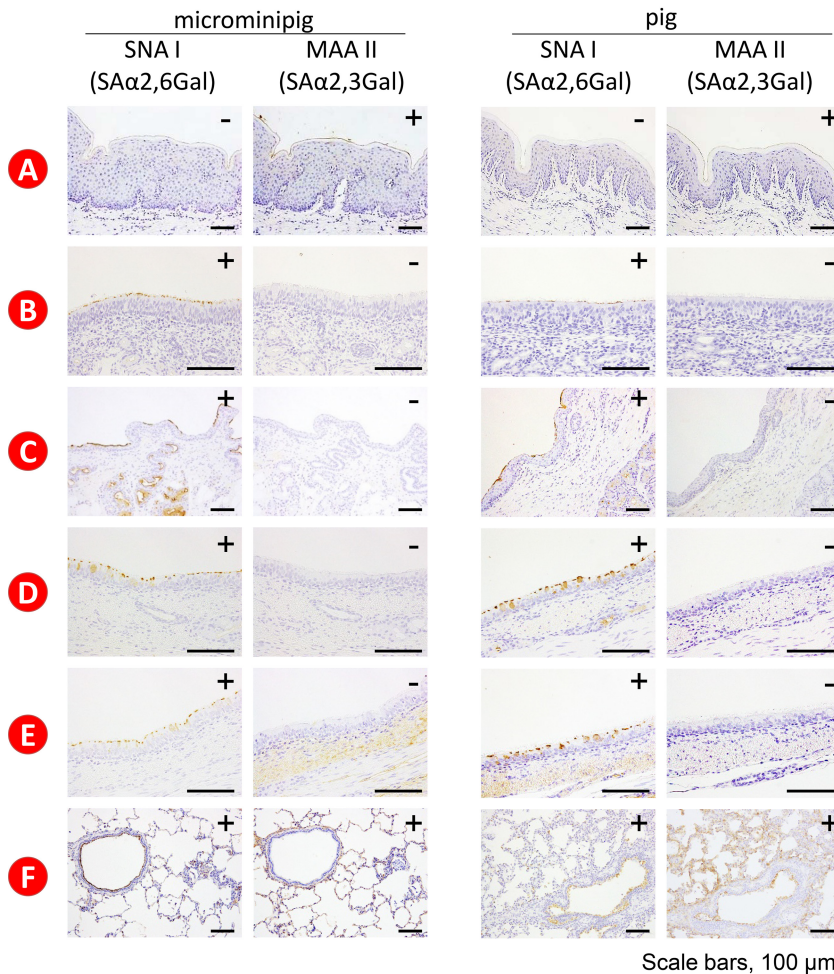 microminipig pig
SNA I MAA II SNA I MAA II
(SAα2,6Gal) (SAα2,3Gal) (SAα2,6Gal) (SAα2,3Gal)
A - + - +
B + - + -
C + - + -
D + - + -
E + - + -
F + + + +
Scale bars, 100 μm